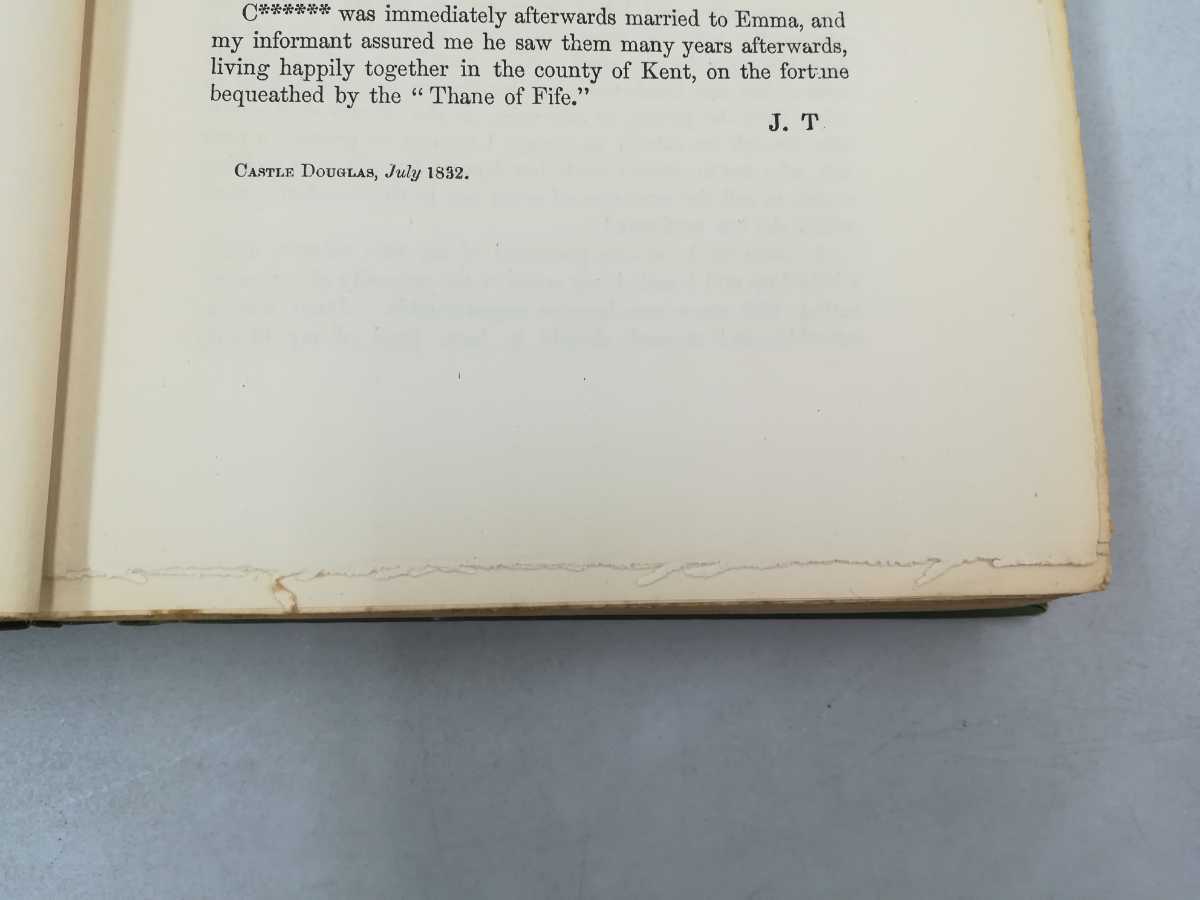 C****** was immediately afterwards married to Emma, and
my informant assured me he saw them many years afterwards,
living happily together in the county of Kent, on the fortune
bequeathed by the “Thane of Fife.”
J. T
CASTLE DOUGLAS, July 1832.